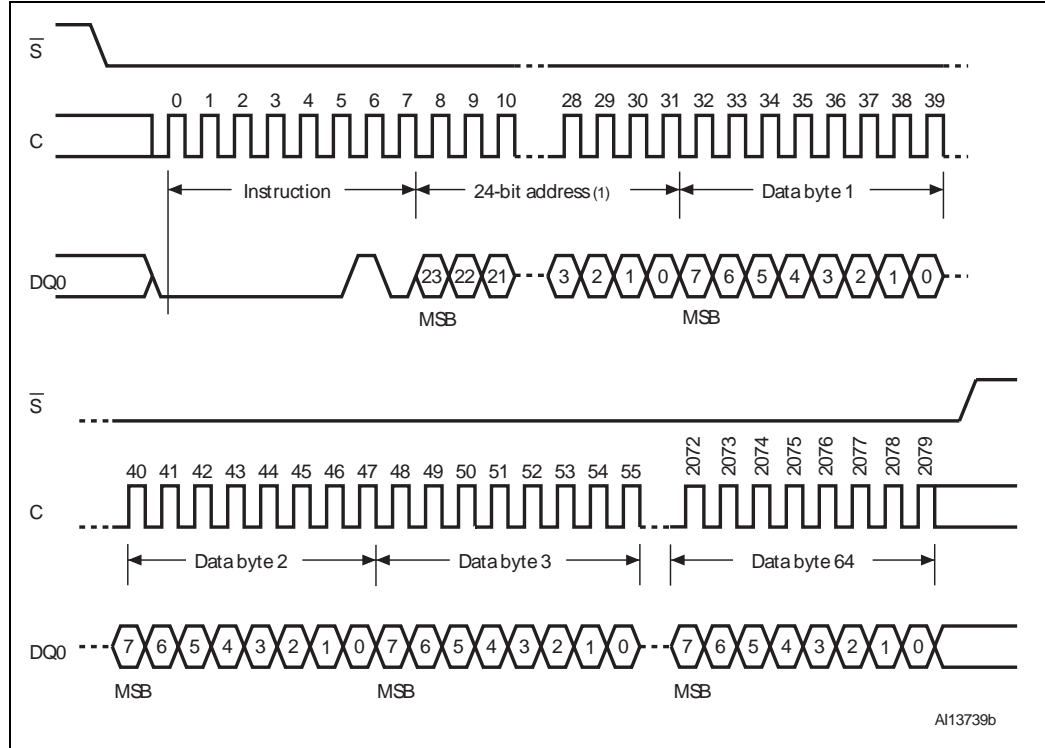 S
0 1 2 3 4 5 6 7 8 9 10 28 29 30 31 32 33 34 35 36 37 38 39
C
Instruction 24-bit address (1) Data byte 1
DQ0 23 22 21 3 2 1 0 7 6 5 4 3 2 1 0
MSB MSB
S
40 41 42 43 44 45 46 47 48 49 50 51 52 53 54 55 2072 2073 2074 2075 2076 2077 2078 2079
C
Data byte 2 Data byte 3 Data byte 64
DQ0 7 6 5 4 3 2 1 0 7 6 5 4 3 2 1 0 7 6 5 4 3 2 1 0
MSB MSB MSB
AI13739b